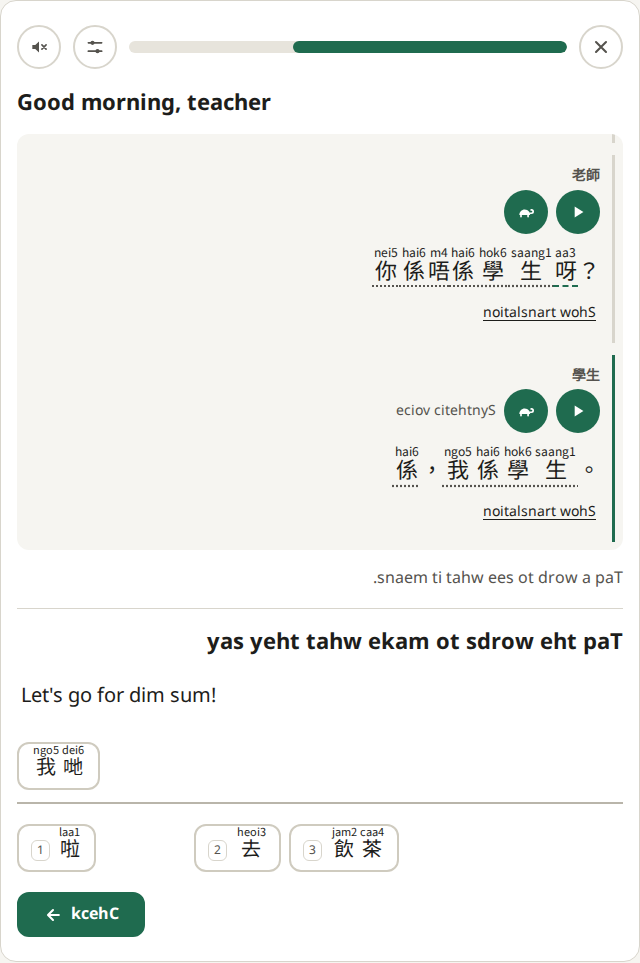 Good morning, teacher
老師
nei5 hai6 m4 hai6 hok6 saang1 aa3
你係唔係學生呀？
noitalsnart wohS
學生
eciov citehtnyS
hai6 ngo5 hai6 hok6 saang1
係，我係學生。
noitalsnart wohS
.snaem ti tahw ees ot drow a paT
yas yeht tahw ekam ot sdrow eht paT
Let's go for dim sum!
ngo5 dei6
我哋
laa1 heoi3 jam2 caa4
1 啦 2 去 3 飲茶
kcehC